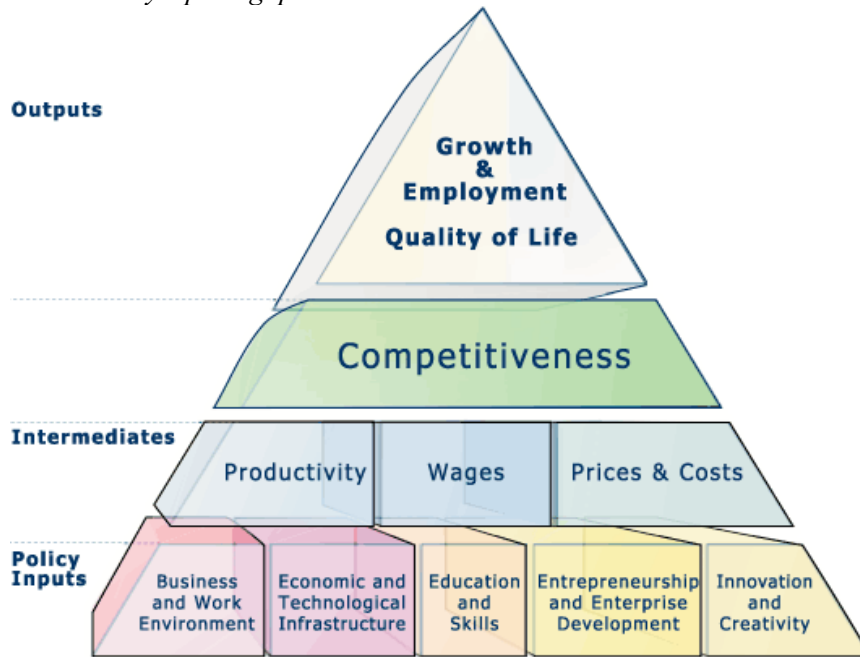 Outputs
Growth
&
Employment
Quality of Life
Competitiveness
Intermediates
Productivity
Wages
Prices & Costs
Policy
Inputs
Business
and Work
Environment
Economic and
Technological
Infrastructure
Education
and
Skills
Entrepreneurship
and Enterprise
Development
Innovation
and
Creativity